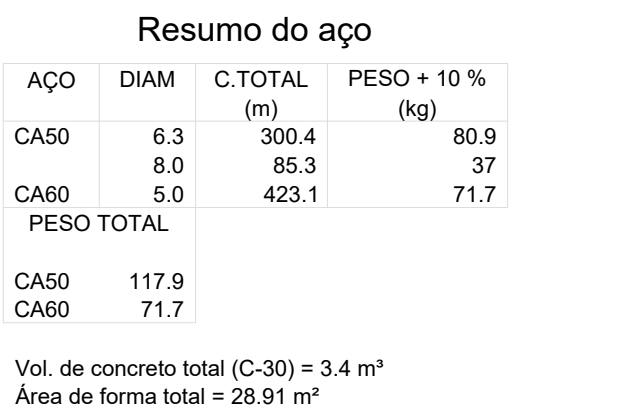 Resumo do aço
AÇO DIAM C.TOTAL PESO + 10 %
(m) (kg)
CA50 6.3 300.4 80.9
8.0 85.3 37
CA60 5.0 423.1 71.7
PESO TOTAL
CA50 117.9
CA60 71.7
Vol. de concreto total (C-30) = 3.4 m³
Área de forma total = 28.91 m²